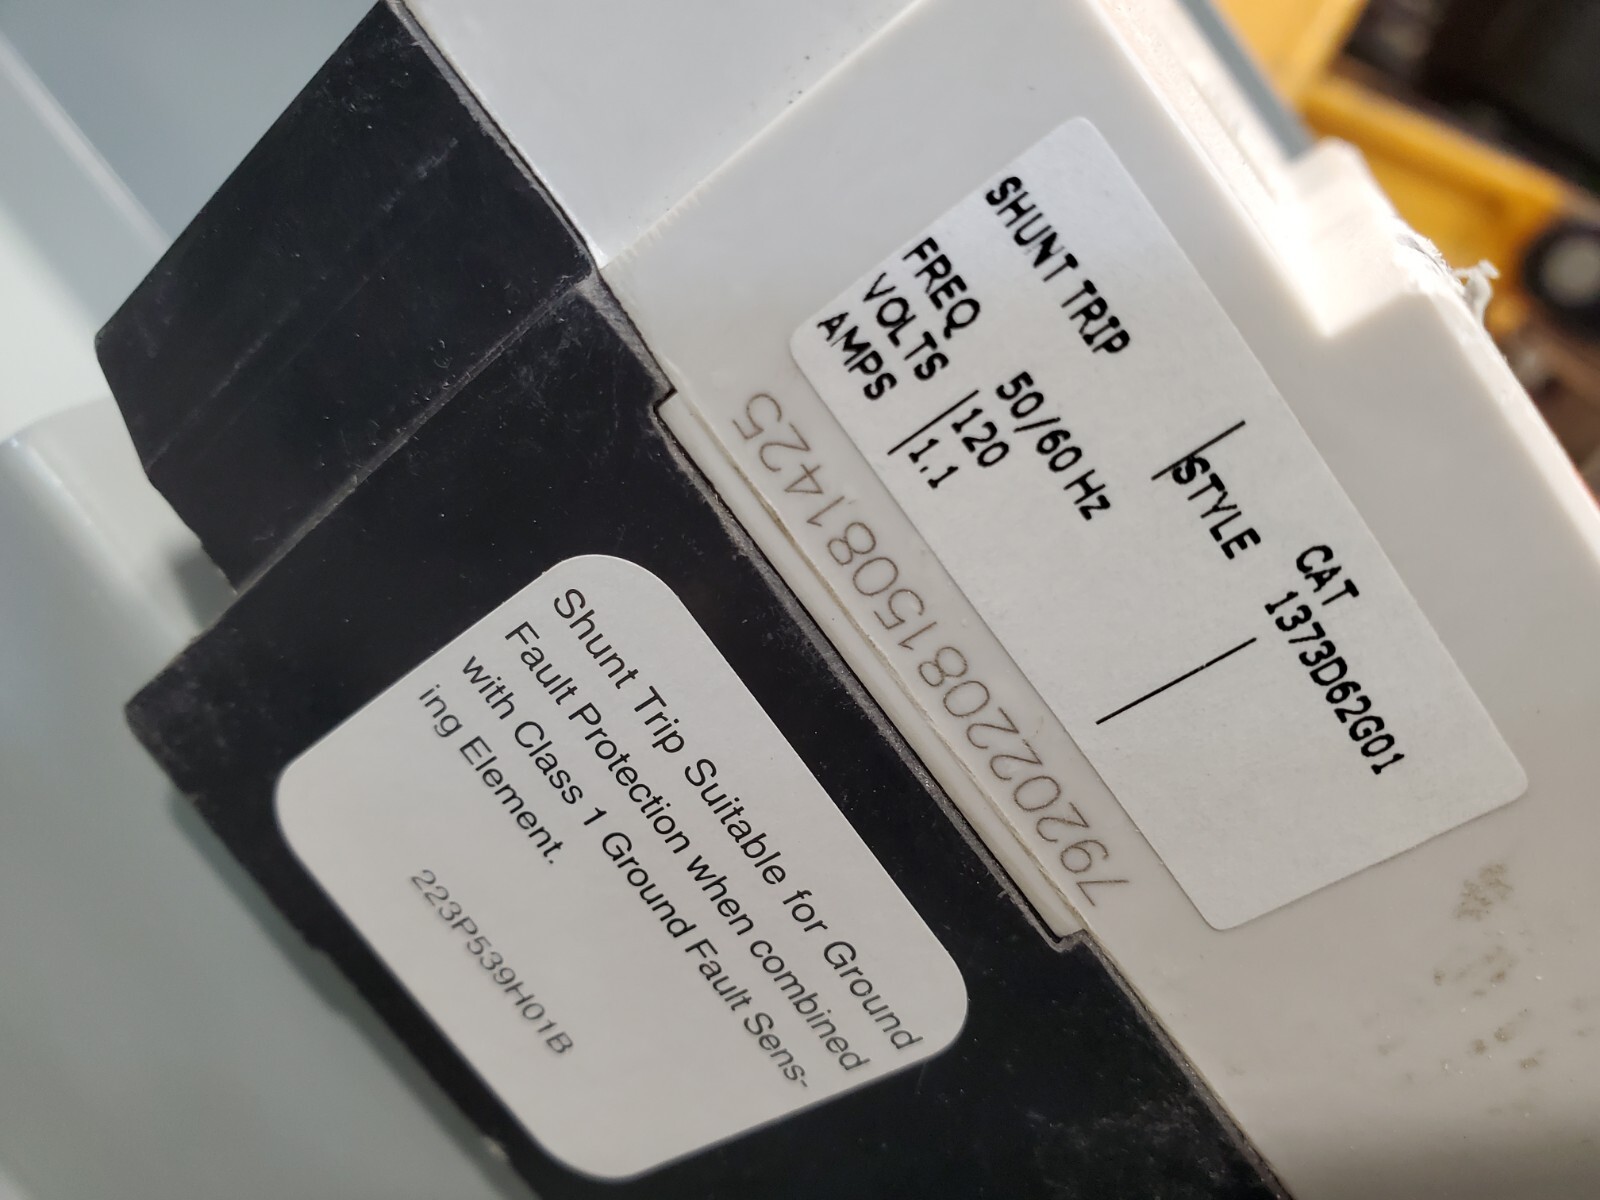 SHUNT TRIP
CAT
STYLE 1373D62G01
FREQ 50/60 Hz
VOLTS 120
AMPS 1.1
7920220815081425
Shunt Trip Suitable for Ground
Fault Protection when combined
with Class 1 Ground Fault Sens-
ing Element.
223P539H01B